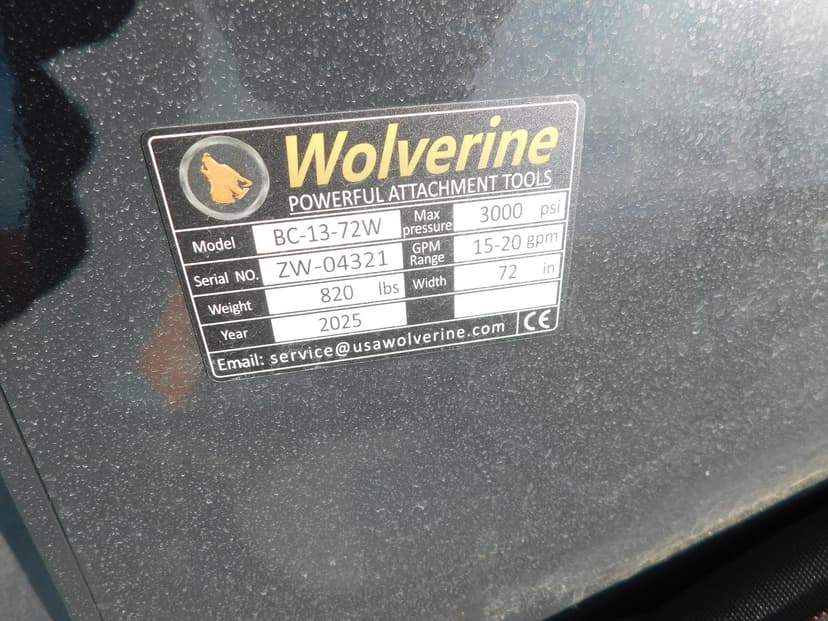 Wolverine
POWERFUL ATTACHMENT TOOLS
Model BC-13-72W Max pressure 3000 psi
Serial NO. ZW-04321 GPM Range 15-20 gpm
Weight 820 lbs Width 72 in
Year 2025
Email: service@usawolverine.com CE